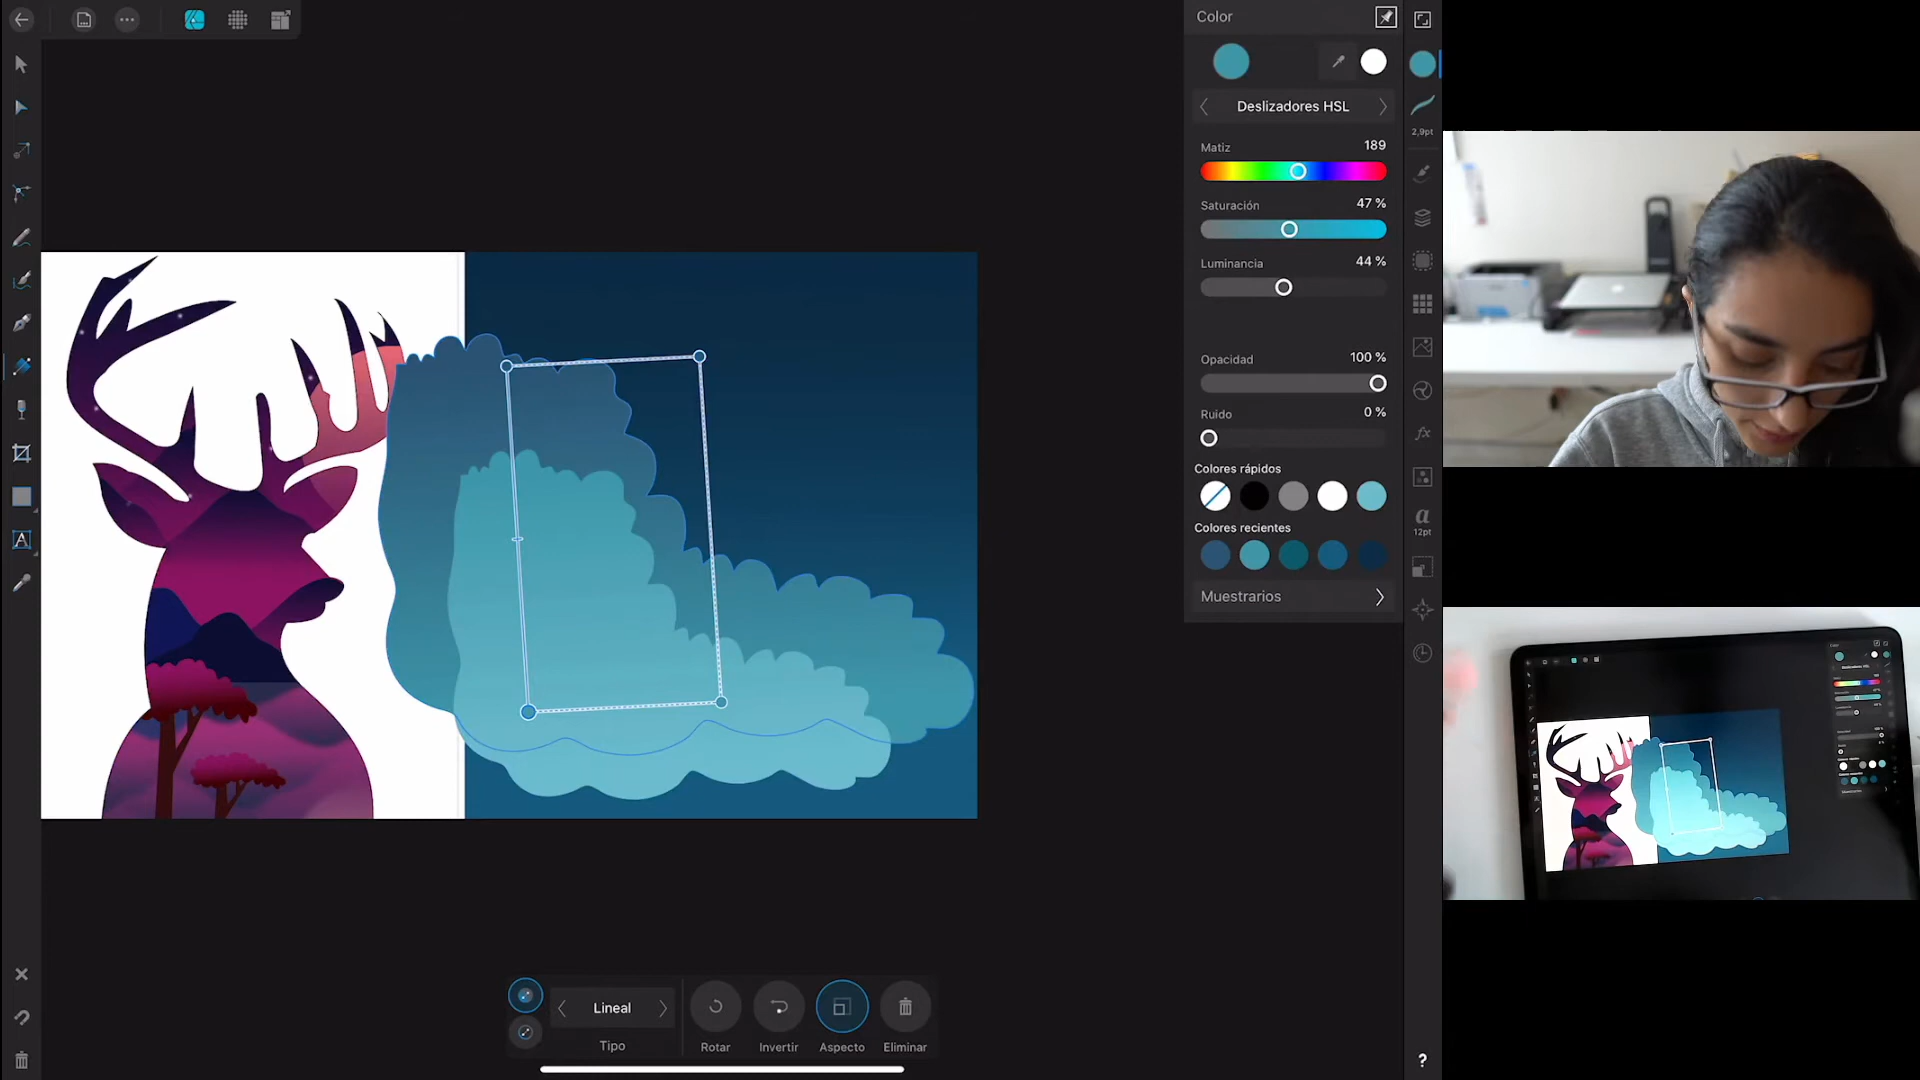 Color
Deslizadores HSL
Matiz
189
2,9pt
Saturación
47 %
Luminancia
44 %
Opacidad
100 %
Ruido
0 %
Colores rápidos
Colores recientes
a
12pt
Muestrarios
A
Lineal
Tipo
Rotar
Invertir
Aspecto
Eliminar
?
fx